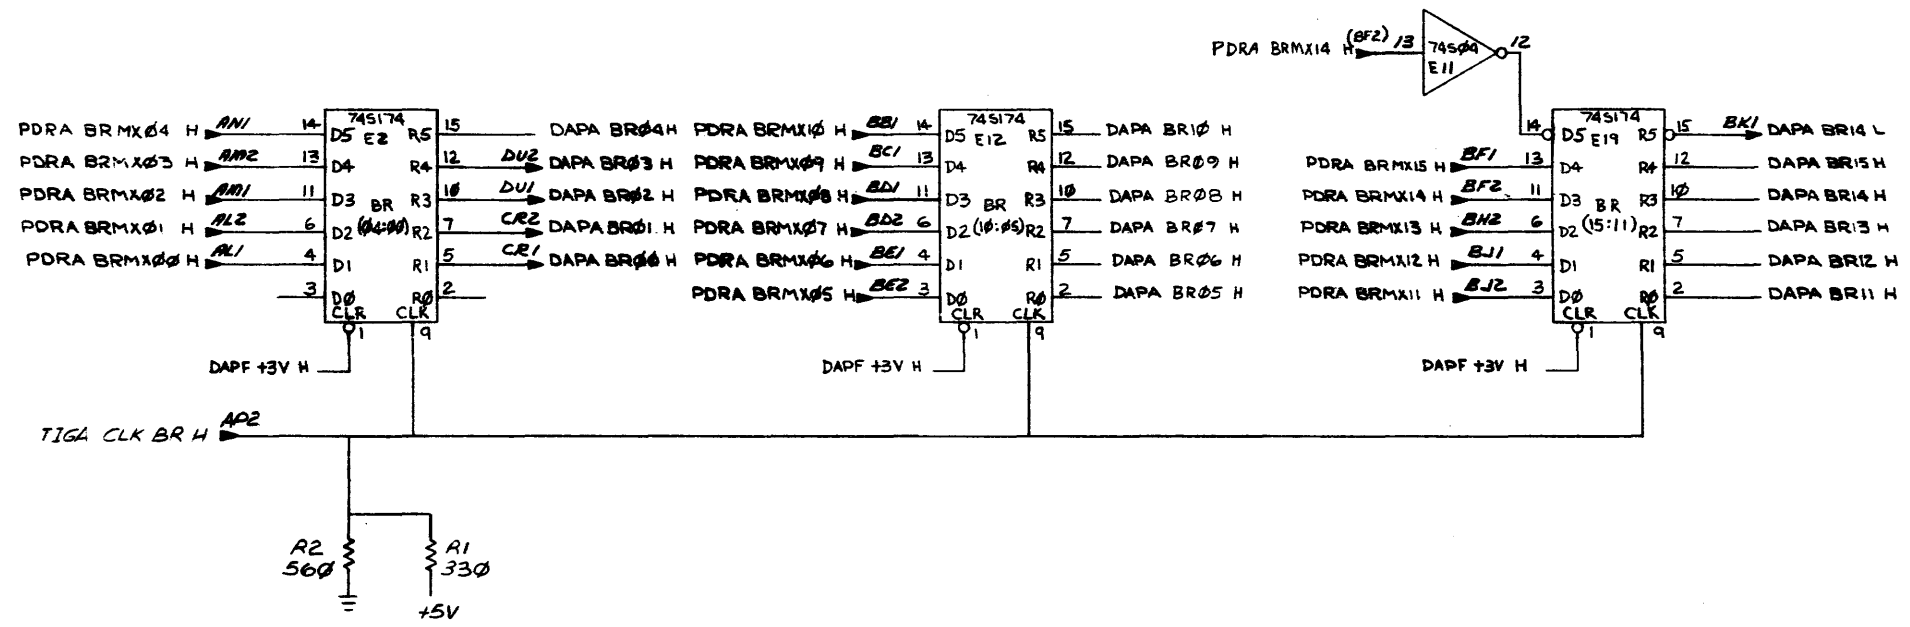 PDRA BRMX14 H (BF2) 13 74SØ4 12
E11
74S174 74S174 74S174
PDRA BRMXØ4 H AN1 14 D5 E2 R5 15 DAPA BRØ4 H
PDRA BRMXØ3 H AM2 13 D4 R4 12 DU2 DAPA BRØ3 H
PDRA BRMXØ2 H AM1 11 D3 BR R3 1Ø DU1 DAPA BRØ2 H
PDRA BRMXØ1 H AL2 6 D2 (Ø4:ØØ) R2 7 CR2 DAPA BRØ1 H
PDRA BRMXØØ H AL1 4 D1 R1 5 CR1 DAPA BRØØ H
3 DØ RØ 2
CLR CLK
1 9
DAPF +3V H
PDRA BRMX1Ø H BB1 14 D5 E12 R5 15 DAPA BR1Ø H
PDRA BRMXØ9 H BC1 13 D4 R4 12 DAPA BRØ9 H
PDRA BRMXØ8 H BD1 11 D3 BR R3 1Ø DAPA BRØ8 H
PDRA BRMXØ7 H BD2 6 D2 (1Ø:Ø5) R2 7 DAPA BRØ7 H
PDRA BRMXØ6 H BE1 4 D1 R1 5 DAPA BRØ6 H
PDRA BRMXØ5 H BE2 3 DØ RØ 2 DAPA BRØ5 H
CLR CLK
1 9
DAPF +3V H
14 D5 E19 R5 15 BK1 DAPA BR14 L
PDRA BRMX15 H BF1 13 D4 R4 12 DAPA BR15 H
PDRA BRMX14 H BF2 11 D3 BR R3 1Ø DAPA BR14 H
PDRA BRMX13 H BH2 6 D2 (15:11) R2 7 DAPA BR13 H
PDRA BRMX12 H BJ1 4 D1 R1 5 DAPA BR12 H
PDRA BRMX11 H BJ2 3 DØ RØ 2 DAPA BR11 H
CLR CLK
1 9
DAPF +3V H
TIGA CLK BR H AP2
R2 R1
56Ø 33Ø
+5V